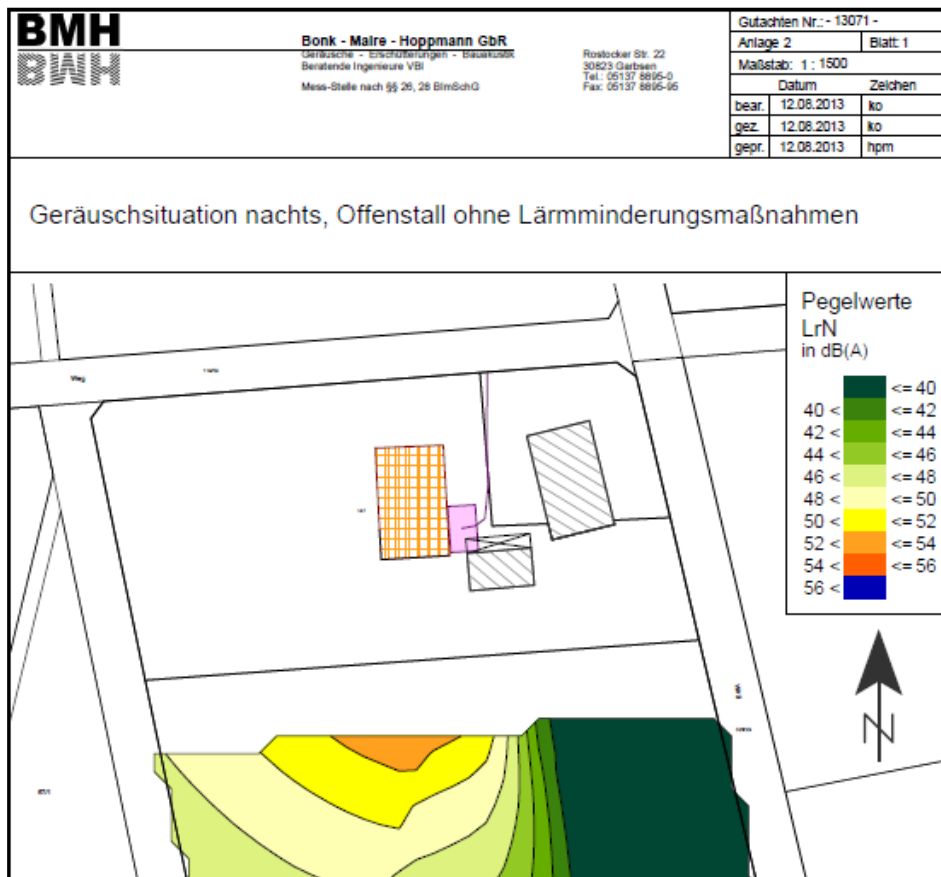 BMH
BMH
Bonk - Maire - Hoppmann GbR
Geräusche - Erschütterungen - Bauakustik
Beratende Ingenieure VBI
Mess-Stelle nach §§ 26, 28 BImSchG
Rostocker Str. 22
30823 Garbsen
Tel.: 05137 8895-0
Fax: 05137 8895-95
Gutachten Nr.: - 13071 -
Anlage 2 Blatt: 1
Maßstab: 1 : 1500
Datum Zeichen
bear. 12.08.2013 ko
gez. 12.08.2013 ko
gepr. 12.08.2013 hpm
Geräuschsituation nachts, Offenstall ohne Lärmminderungsmaßnahmen
Pegelwerte
LrN
in dB(A)
<= 40
40 < <= 42
42 < <= 44
44 < <= 46
46 < <= 48
48 < <= 50
50 < <= 52
52 < <= 54
54 < <= 56
56 <
Weg
N